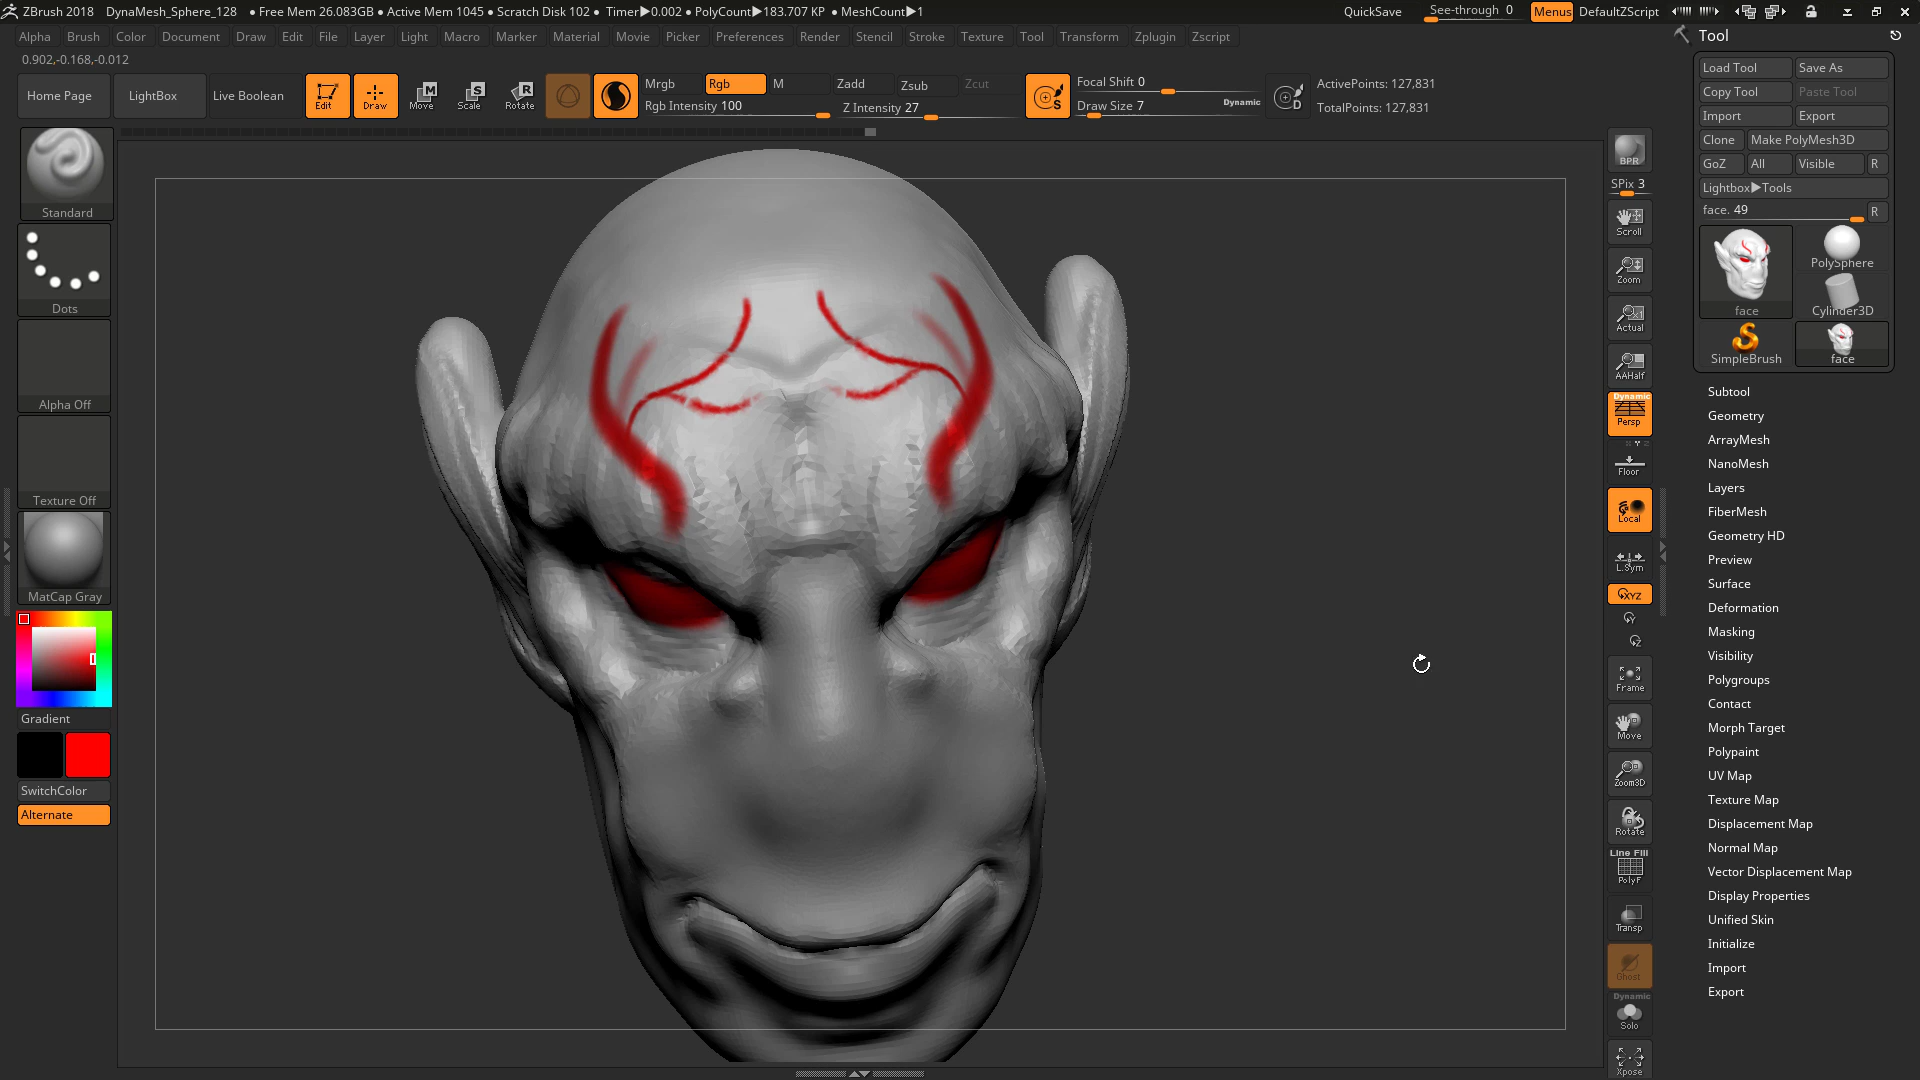 ZBrush 2018 DynaMesh_Sphere_128 • Free Mem 26.083GB • Active Mem 1045 • Scratch Disk 102 • Timer▶0.002 • PolyCount▶183.707 KP • MeshCount▶1 QuickSave See-through 0 Menus DefaultZScript
Alpha Brush Color Document Draw Edit File Layer Light Macro Marker Material Movie Picker Preferences Render Stencil Stroke Texture Tool Transform Zplugin Zscript
Tool
0.902,-0.168,-0.012
Home Page LightBox Live Boolean Edit Draw Move Scale Rotate
M S R
Mrgb Rgb M Zadd Zsub Zcut
Rgb Intensity 100 Z Intensity 27
S
Focal Shift 0
Draw Size 7 Dynamic
D
ActivePoints: 127,831
TotalPoints: 127,831
Standard
Dots
Alpha Off
Texture Off
MatCap Gray
Gradient
SwitchColor
Alternate
BPR
SPix 3
Scroll
Zoom
Actual
AAHalf
Dynamic
Persp
Floor
Local
L.Sym
XYZ
Y
Z
Frame
Move
Zoom3D
Rotate
Line Fill
PolyF
Transp
Ghost
Dynamic
Solo
Xpose
Load Tool Save As
Copy Tool Paste Tool
Import Export
Clone Make PolyMesh3D
GoZ All Visible R
Lightbox▶Tools
face. 49 R
face PolySphere
Cylinder3D
SimpleBrush face
Subtool
Geometry
ArrayMesh
NanoMesh
Layers
FiberMesh
Geometry HD
Preview
Surface
Deformation
Masking
Visibility
Polygroups
Contact
Morph Target
Polypaint
UV Map
Texture Map
Displacement Map
Normal Map
Vector Displacement Map
Display Properties
Unified Skin
Initialize
Import
Export